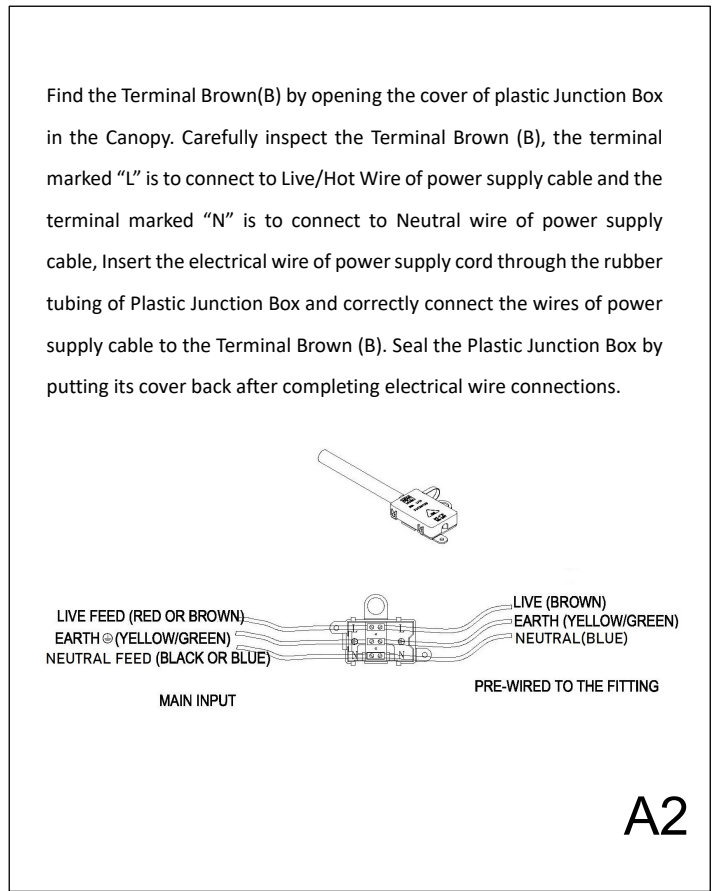 Find the Terminal Brown(B) by opening the cover of plastic Junction Box
in the Canopy. Carefully inspect the Terminal Brown (B), the terminal
marked “L” is to connect to Live/Hot Wire of power supply cable and the
terminal marked “N” is to connect to Neutral wire of power supply
cable, Insert the electrical wire of power supply cord through the rubber
tubing of Plastic Junction Box and correctly connect the wires of power
supply cable to the Terminal Brown (B). Seal the Plastic Junction Box by
putting its cover back after completing electrical wire connections.
LIVE FEED (RED OR BROWN)
EARTH ⏚ (YELLOW/GREEN)
NEUTRAL FEED (BLACK OR BLUE)
MAIN INPUT
L L
N N
LIVE (BROWN)
EARTH (YELLOW/GREEN)
NEUTRAL(BLUE)
PRE-WIRED TO THE FITTING
A2